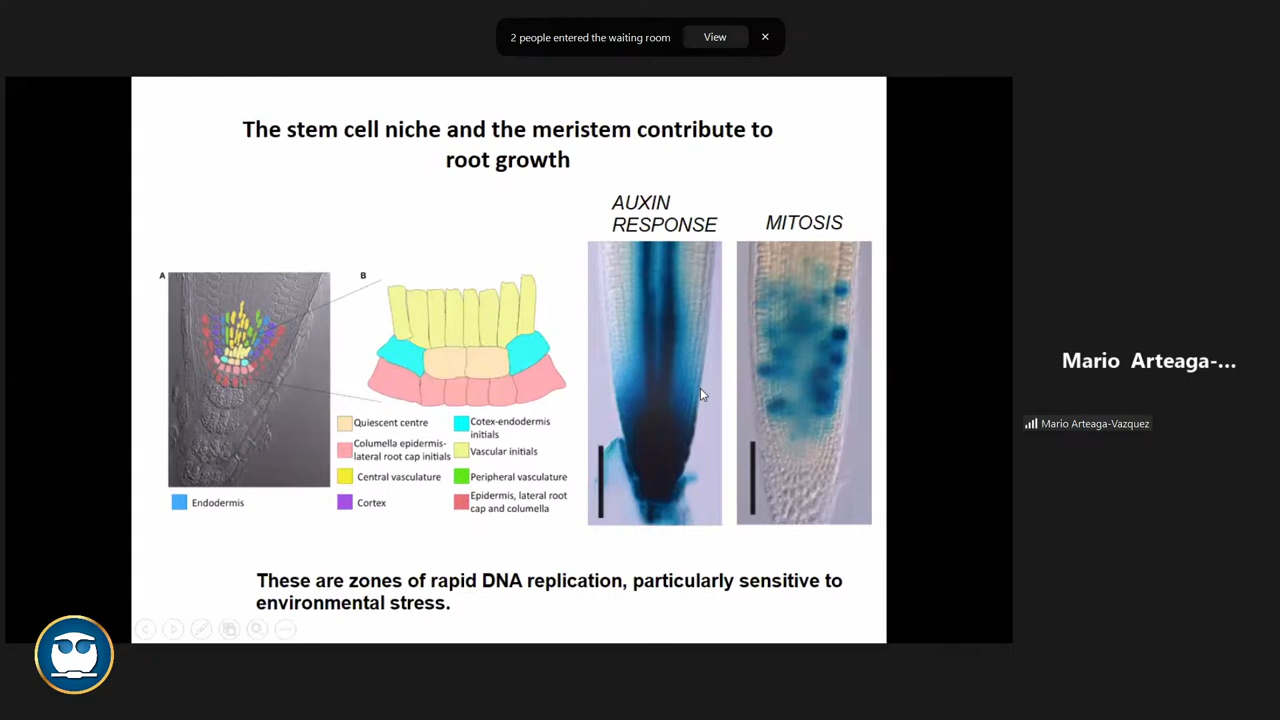 2 people entered the waiting room
View
The stem cell niche and the meristem contribute to
root growth
AUXIN
RESPONSE
MITOSIS
A
B
Quiescent centre
Cotex-endodermis
initials
Columella epidermis-
lateral root cap initials
Vascular initials
Central vasculature
Peripheral vasculature
Endodermis
Cortex
Epidermis, lateral root
cap and columella
These are zones of rapid DNA replication, particularly sensitive to
environmental stress.
Mario Arteaga-...
Mario Arteaga-Vazquez